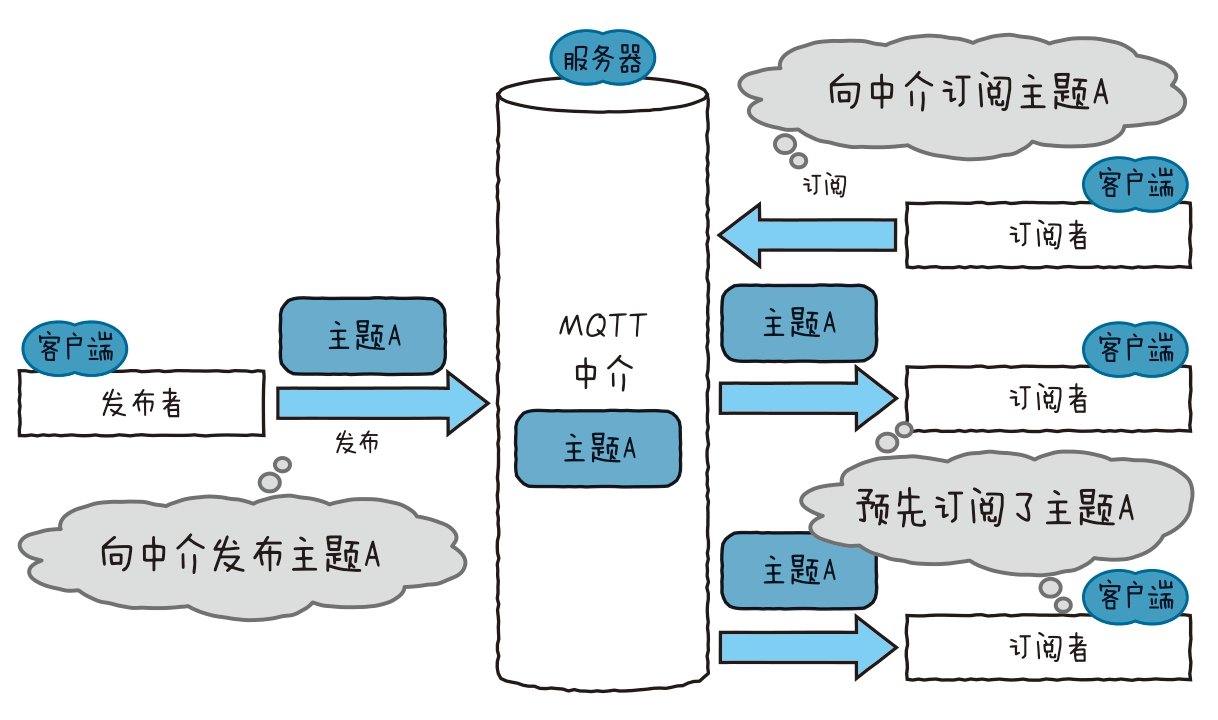 服务器
向中介订阅主题A
订阅
客户端
订阅者
主题A
MQTT
中介
主题A
客户端
发布者
主题A
发布
客户端
订阅者
主题A
预先订阅了主题A
向中介发布主题A
主题A
客户端
订阅者